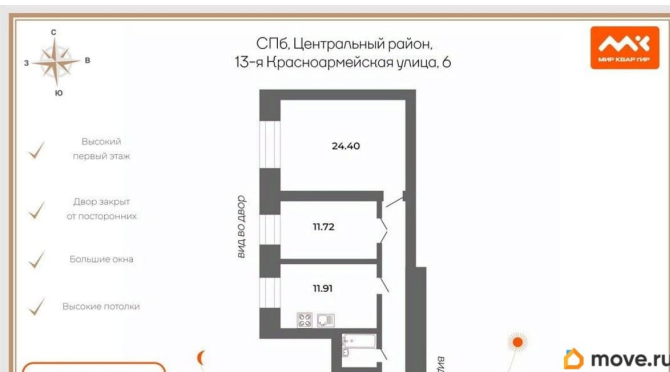 СПб, Центральный район,
13-я Красноармейская улица, 6
МИР КВАРТИР
С
З
В
Ю
Высокий
первый этаж
Двор закрыт
от посторонних
Большие окна
Высокие потолки
вид во двор
24.40
11.72
11.91
move.ru